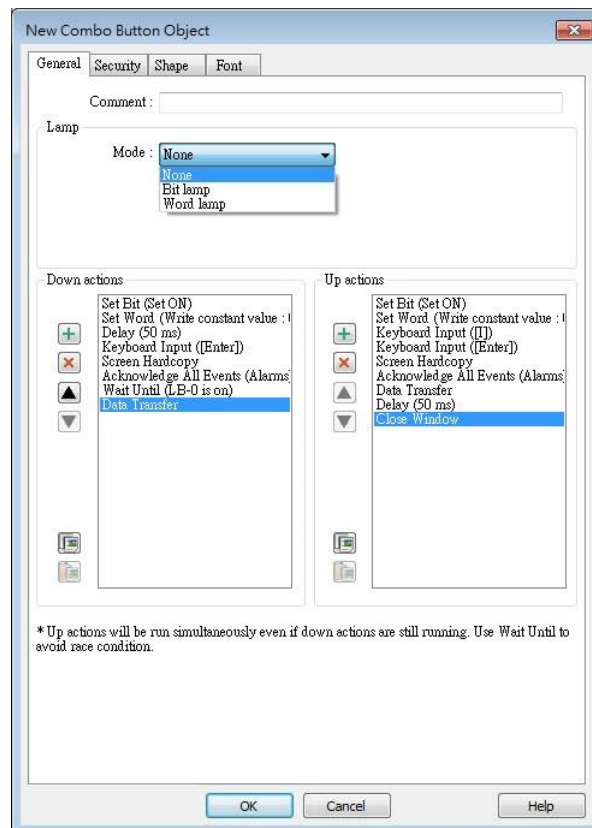 New Combo Button Object
General Security Shape Font
Comment :
Lamp
Mode : None
None
Bit lamp
Word lamp
Down actions
Set Bit (Set ON)
Set Word (Write constant value :
Delay (50 ms)
Keyboard Input ([Enter])
Screen Hardcopy
Acknowledge All Events (Alarms
Wait Until (LB-0 is on)
Data Transfer
Up actions
Set Bit (Set ON)
Set Word (Write constant value :
Keyboard Input ([I])
Keyboard Input ([Enter])
Screen Hardcopy
Acknowledge All Events (Alarms
Data Transfer
Delay (50 ms)
Close Window
* Up actions will be run simultaneously even if down actions are still running. Use Wait Until to
avoid race condition.
OK Cancel Help